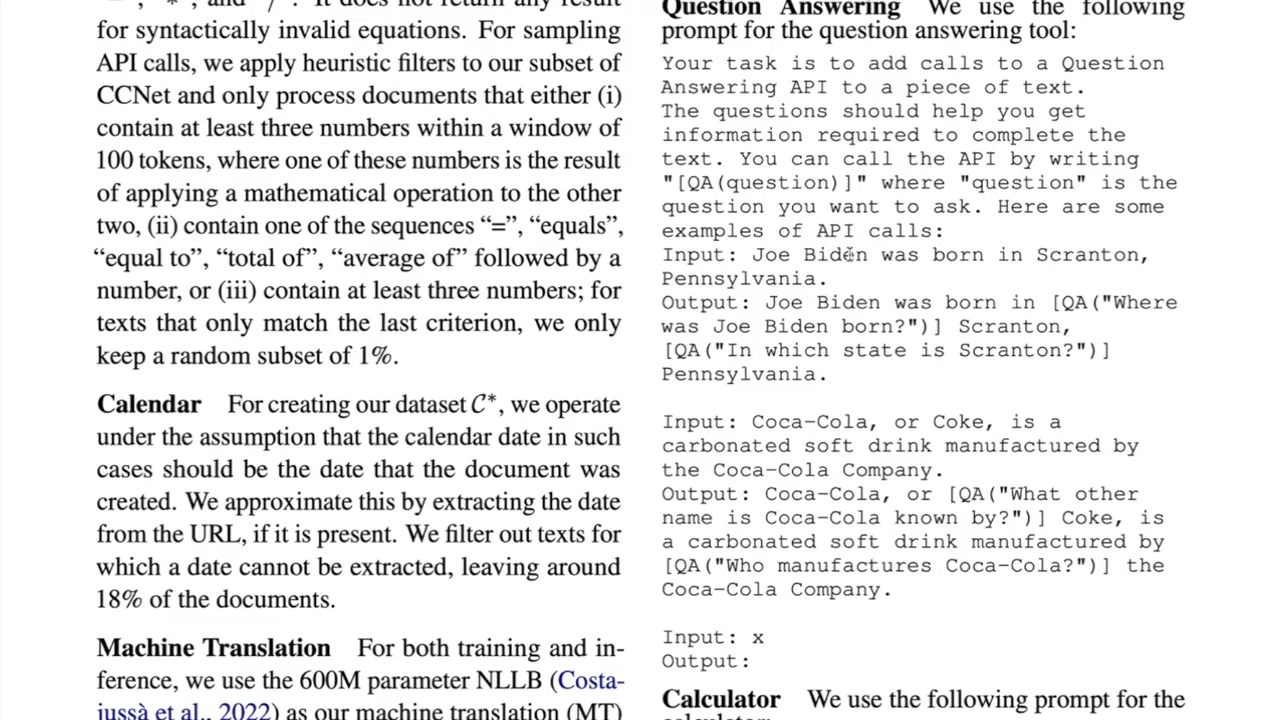 "=", "*", and "/". It does not return any result
for syntactically invalid equations. For sampling
API calls, we apply heuristic filters to our subset of
CCNet and only process documents that either (i)
contain at least three numbers within a window of
100 tokens, where one of these numbers is the result
of applying a mathematical operation to the other
two, (ii) contain one of the sequences “=”, “equals”,
“equal to”, “total of”, “average of” followed by a
number, or (iii) contain at least three numbers; for
texts that only match the last criterion, we only
keep a random subset of 1%.
Calendar For creating our dataset C*, we operate
under the assumption that the calendar date in such
cases should be the date that the document was
created. We approximate this by extracting the date
from the URL, if it is present. We filter out texts for
which a date cannot be extracted, leaving around
18% of the documents.
Machine Translation For both training and in-
ference, we use the 600M parameter NLLB (Costa-
jussà et al., 2022) as our machine translation (MT)
Question Answering We use the following
prompt for the question answering tool:
Your task is to add calls to a Question
Answering API to a piece of text.
The questions should help you get
information required to complete the
text. You can call the API by writing
"[QA(question)]" where "question" is the
question you want to ask. Here are some
examples of API calls:
Input: Joe Biden was born in Scranton,
Pennsylvania.
Output: Joe Biden was born in [QA("Where
was Joe Biden born?")] Scranton,
[QA("In which state is Scranton?")]
Pennsylvania.
Input: Coca-Cola, or Coke, is a
carbonated soft drink manufactured by
the Coca-Cola Company.
Output: Coca-Cola, or [QA("What other
name is Coca-Cola known by?")] Coke, is
a carbonated soft drink manufactured by
[QA("Who manufactures Coca-Cola?")] the
Coca-Cola Company.
Input: x
Output:
Calculator We use the following prompt for the
calculator: